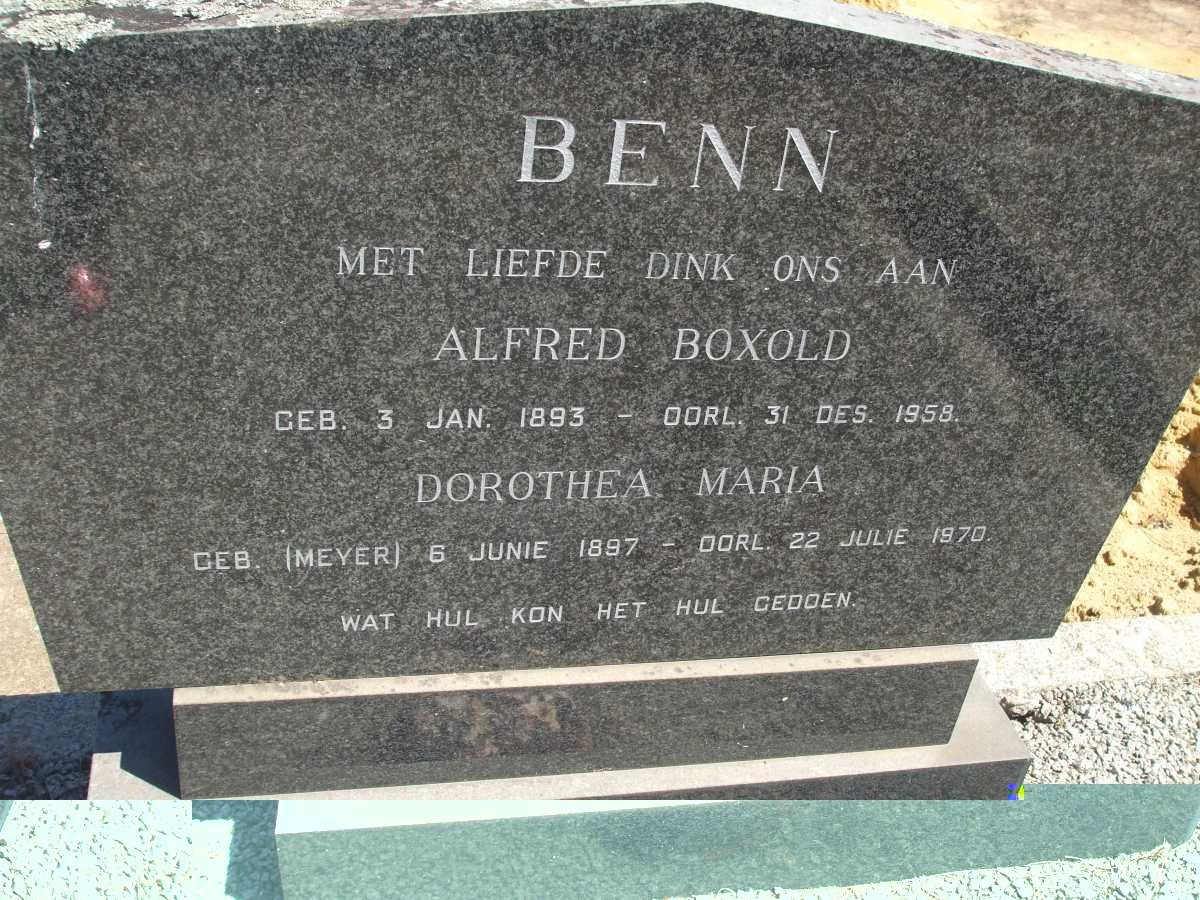 BENN
MET LIEFDE DINK ONS AAN
ALFRED BOXOLD
GEB. 3 JAN. 1893 - OORL. 31 DES. 1958.
DOROTHEA MARIA
GEB. (MEYER) 6 JUNIE 1897 - OORL. 22 JULIE 1970.
WAT HUL KON HET HUL GEDOEN.